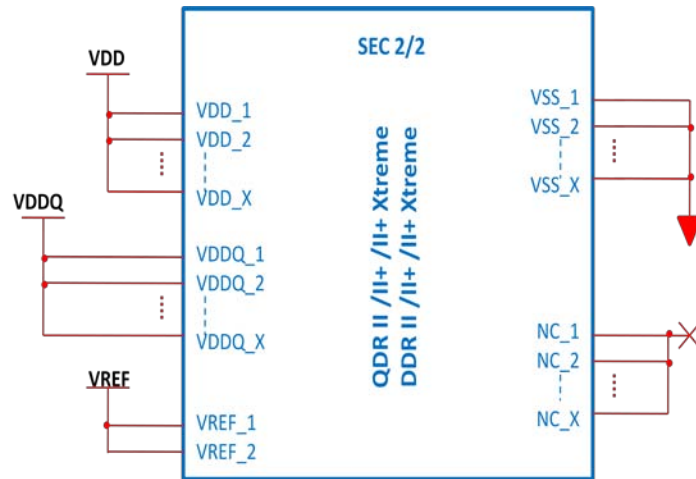 SEC 2/2
VDD
VDD_1
VDD_2
VDD_X
VDDQ
VDDQ_1
VDDQ_2
VDDQ_X
VREF
VREF_1
VREF_2
QDR II /II+ /II+ Xtreme
DDR II /II+ /II+ Xtreme
VSS_1
VSS_2
VSS_X
NC_1
NC_2
NC_X